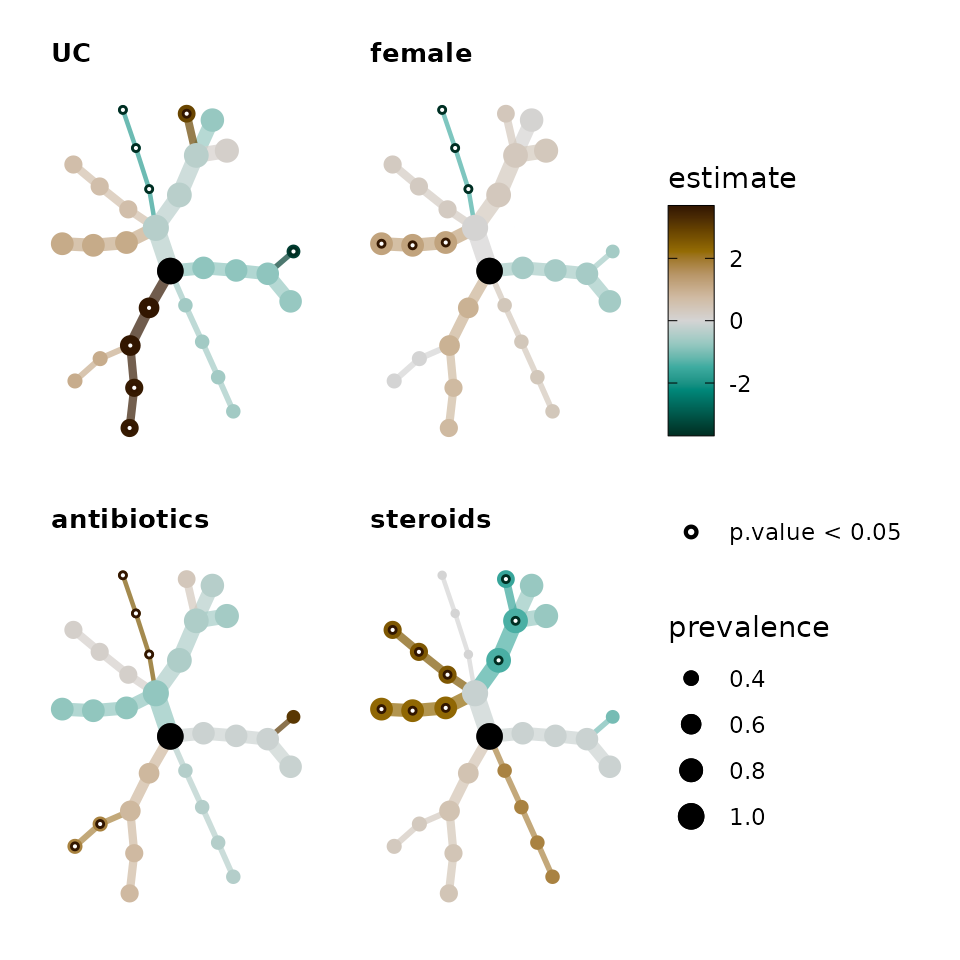 UC
female
estimate
2
0
-2
antibiotics
steroids
p.value < 0.05
prevalence
0.4
0.6
0.8
1.0